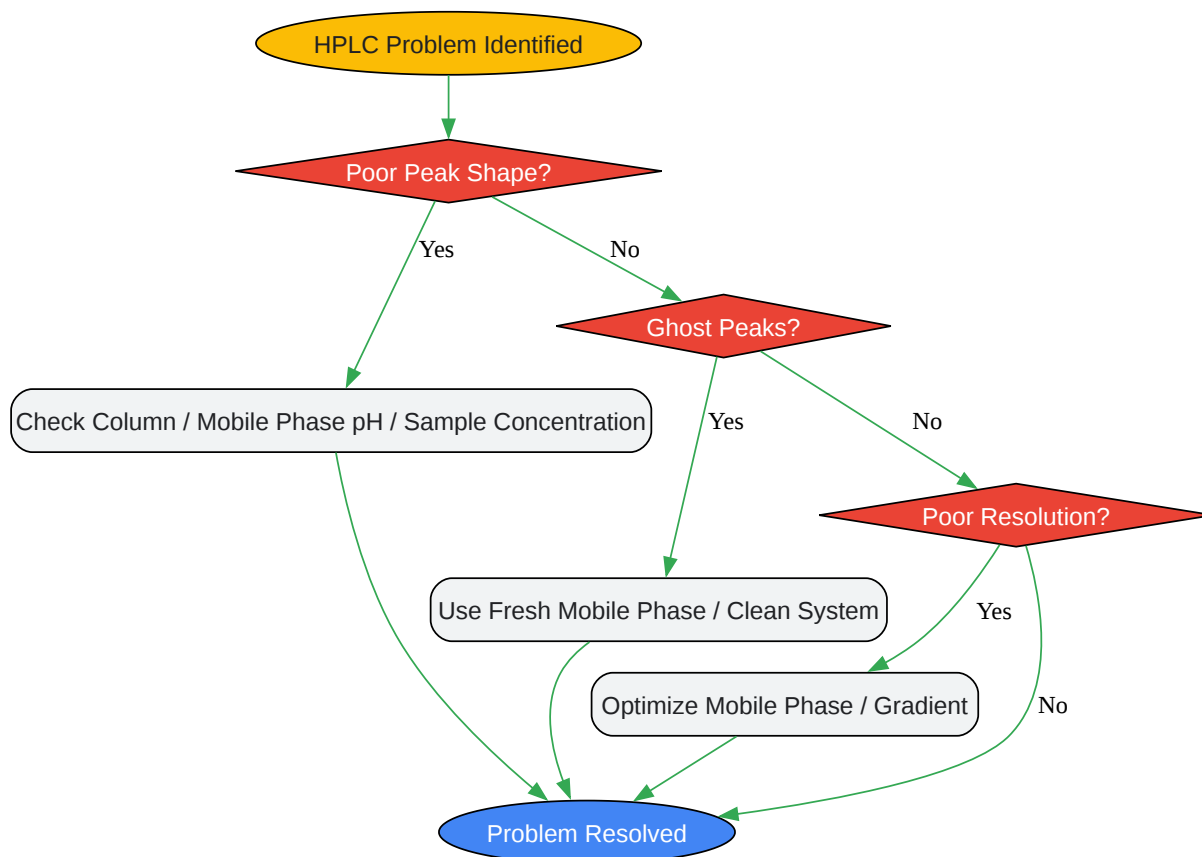 HPLC Problem Identified
Poor Peak Shape?
Yes
No
Ghost Peaks?
Check Column / Mobile Phase pH / Sample Concentration
Yes
No
Poor Resolution?
Use Fresh Mobile Phase / Clean System
Yes
Optimize Mobile Phase / Gradient
No
Problem Resolved